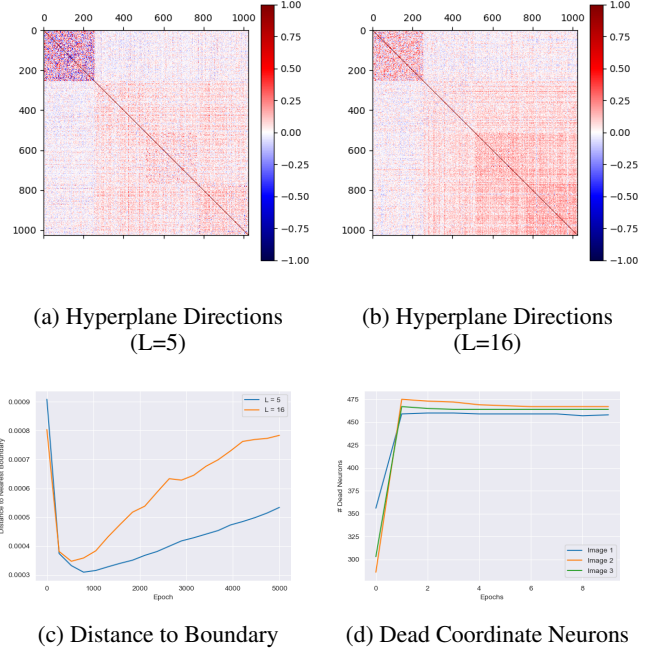 0 200 400 600 800 1000
0
200
400
600
800
1000
1.00
0.75
0.50
0.25
0.00
−0.25
−0.50
−0.75
−1.00
0 200 400 600 800 1000
0
200
400
600
800
1000
1.00
0.75
0.50
0.25
0.00
−0.25
−0.50
−0.75
−1.00
(a) Hyperplane Directions
(L=5)
(b) Hyperplane Directions
(L=16)
Distance to Nearest Boundary
0.0009
0.0008
0.0007
0.0006
0.0005
0.0004
0.0003
L = 5
L = 16
0 1000 2000 3000 4000 5000
Epoch
# Dead Neurons
475
450
425
400
375
350
325
300
Image 1
Image 2
Image 3
0 2 4 6 8
Epochs
(c) Distance to Boundary
(d) Dead Coordinate Neurons